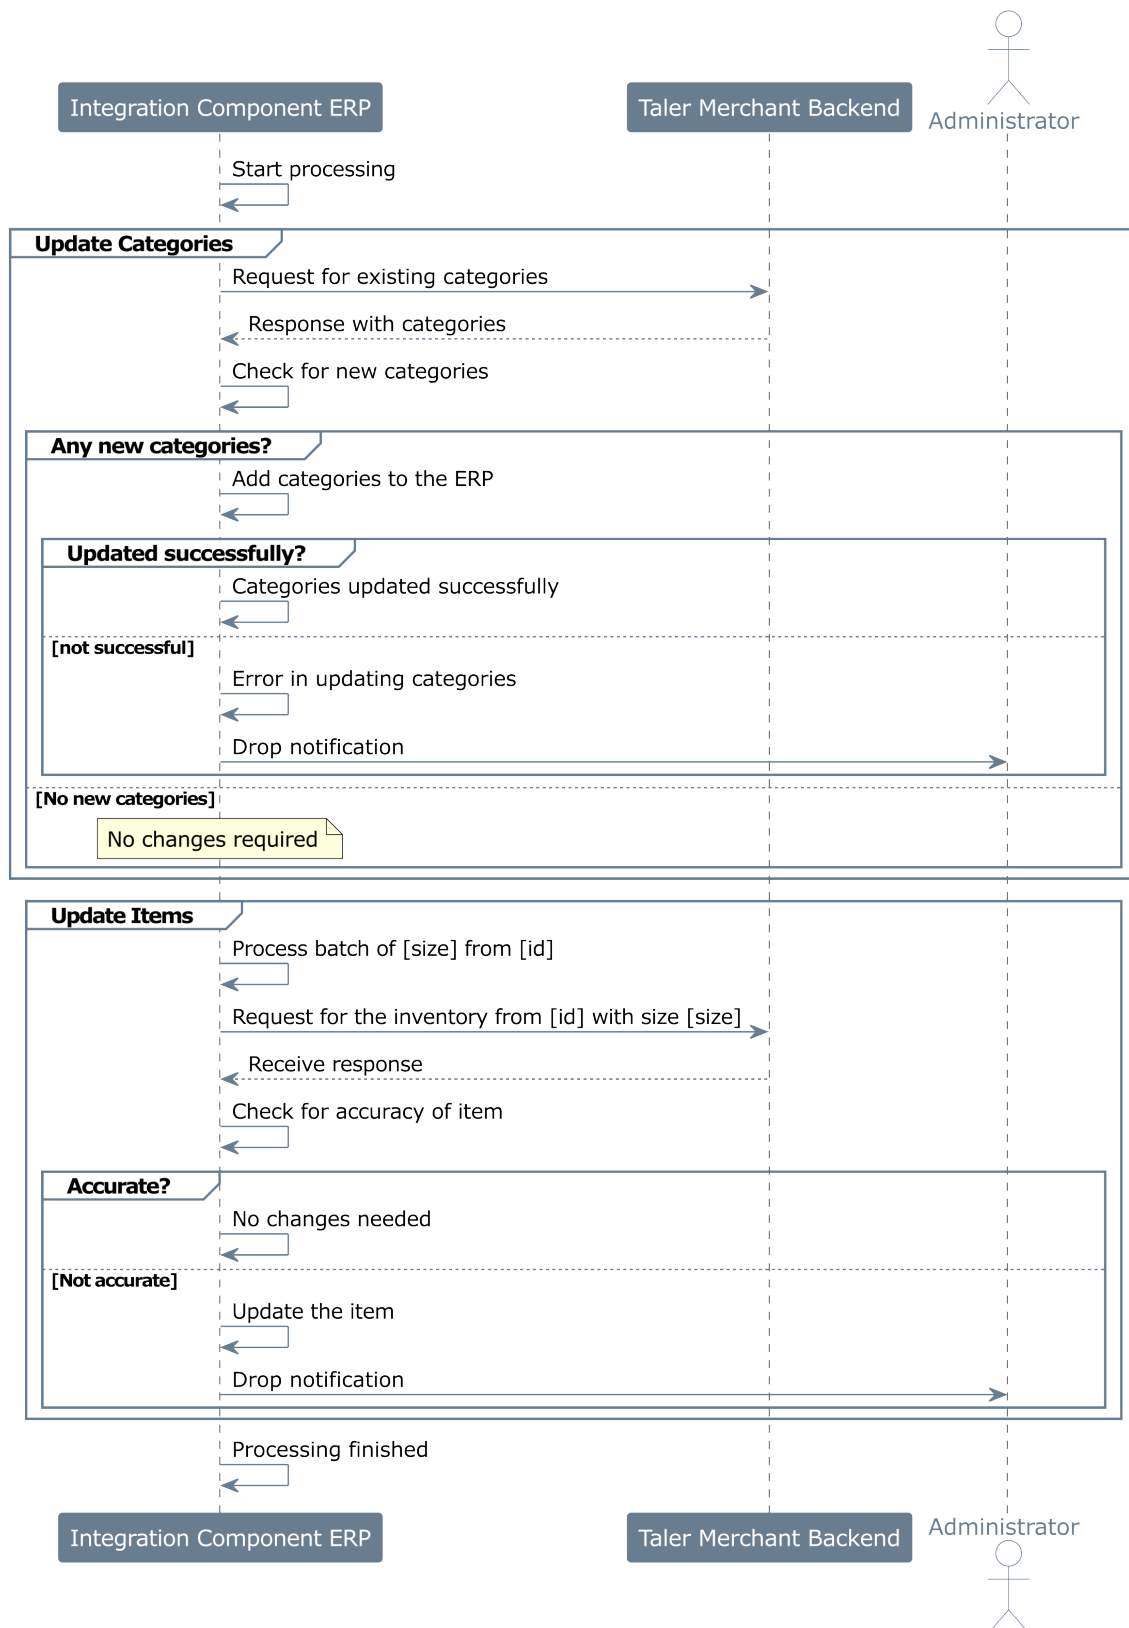 Integration Component ERP
Taler Merchant Backend
Administrator
Start processing
Update Categories
Request for existing categories
Response with categories
Check for new categories
Any new categories?
Add categories to the ERP
Updated successfully?
Categories updated successfully
[not successful]
Error in updating categories
Drop notification
[No new categories]
No changes required
Update Items
Process batch of [size] from [id]
Request for the inventory from [id] with size [size]
Receive response
Check for accuracy of item
Accurate?
No changes needed
[Not accurate]
Update the item
Drop notification
Processing finished
Integration Component ERP
Taler Merchant Backend
Administrator